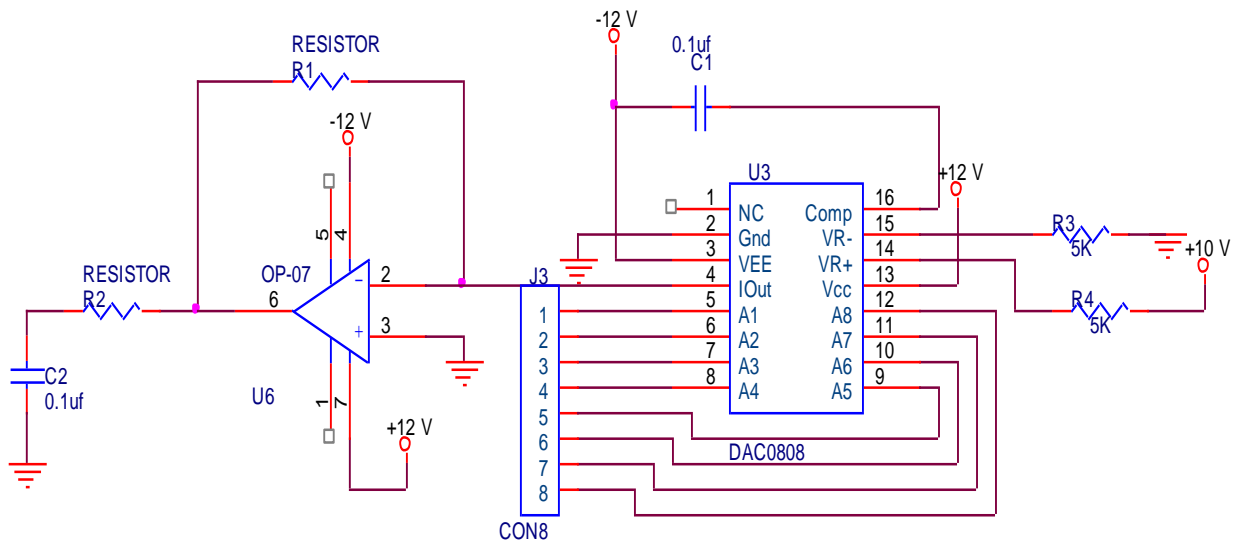 -12 V
RESISTOR
R1
0.1uf
C1
-12 V
U3
+12 V
1
NC
Comp
16
2
Gnd
VR-
15
R3
5K
3
VEE
VR+
14
+10 V
4
IOut
Vcc
13
5
A1
A8
12
R4
5K
6
A2
A7
11
7
A3
A6
10
8
A4
A5
9
DAC0808
5
4
OP-07
2
-
6
+
3
1
7
U6
+12 V
RESISTOR
R2
C2
0.1uf
J3
1
2
3
4
5
6
7
8
CON8